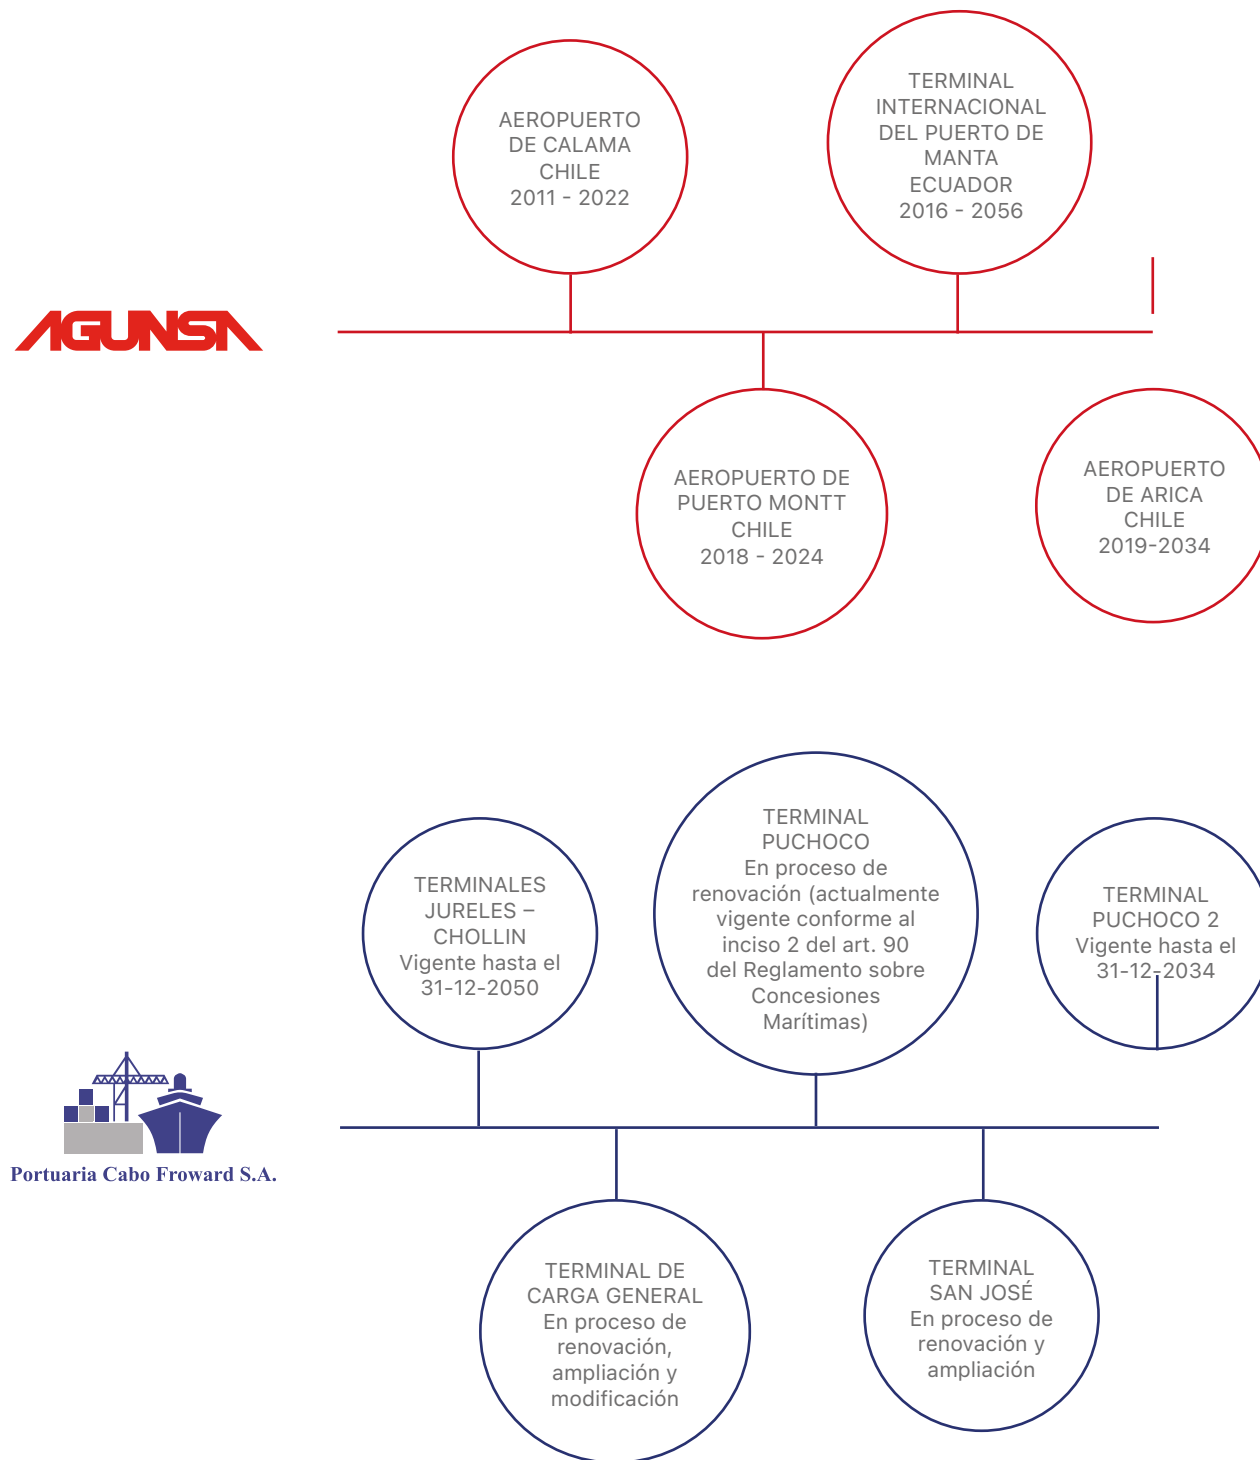 AEROPUERTO
DE CALAMA
CHILE
2011 - 2022
TERMINAL
INTERNACIONAL
DEL PUERTO DE
MANTA
ECUADOR
2016 - 2056
AGUNSA
AEROPUERTO DE
PUERTO MONTT
CHILE
2018 - 2024
AEROPUERTO
DE ARICA
CHILE
2019-2034
TERMINALES
JURELES –
CHOLLIN
Vigente hasta el
31-12-2050
TERMINAL
PUCHOCO
En proceso de
renovación (actualmente
vigente conforme al
inciso 2 del art. 90
del Reglamento sobre
Concesiones
Marítimas)
TERMINAL
PUCHOCO 2
Vigente hasta el
31-12-2034
Portuaria Cabo Froward S.A.
TERMINAL DE
CARGA GENERAL
En proceso de
renovación,
ampliación y
modificación
TERMINAL
SAN JOSÉ
En proceso de
renovación y
ampliación